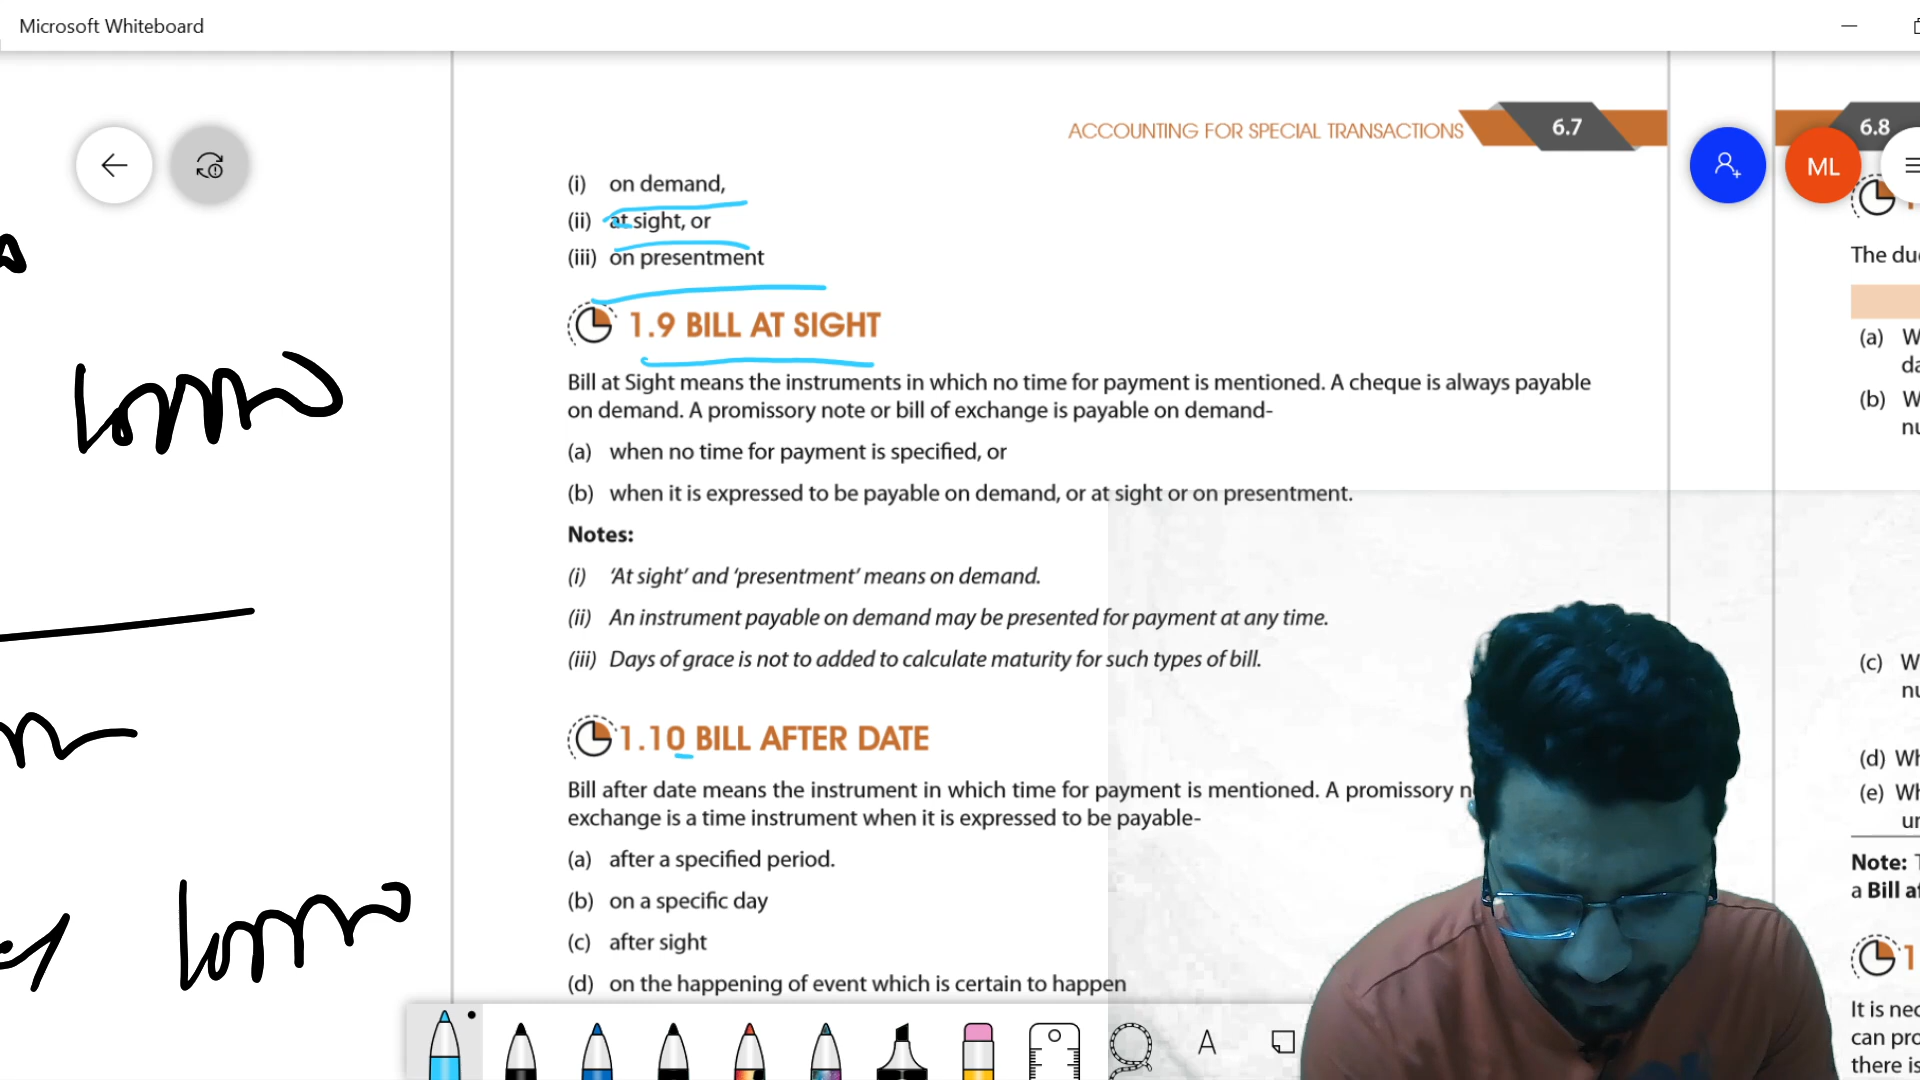 Microsoft Whiteboard
ACCOUNTING FOR SPECIAL TRANSACTIONS 6.7
(i) on demand,
(ii) at sight, or
(iii) on presentment
1.9 BILL AT SIGHT
Bill at Sight means the instruments in which no time for payment is mentioned. A cheque is always payable
on demand. A promissory note or bill of exchange is payable on demand-
(a) when no time for payment is specified, or
(b) when it is expressed to be payable on demand, or at sight or on presentment.
Notes:
(i) ‘At sight’ and ‘presentment’ means on demand.
(ii) An instrument payable on demand may be presented for payment at any time.
(iii) Days of grace is not to added to calculate maturity for such types of bill.
1.10 BILL AFTER DATE
Bill after date means the instrument in which time for payment is mentioned. A promissory
exchange is a time instrument when it is expressed to be payable-
(a) after a specified period.
(b) on a specific day
(c) after sight
(d) on the happening of event which is certain to happen
A
ML
6.8
The
(a)
(b)
(c)
(d)
(e)
Note:
a Bill
It is
can
there